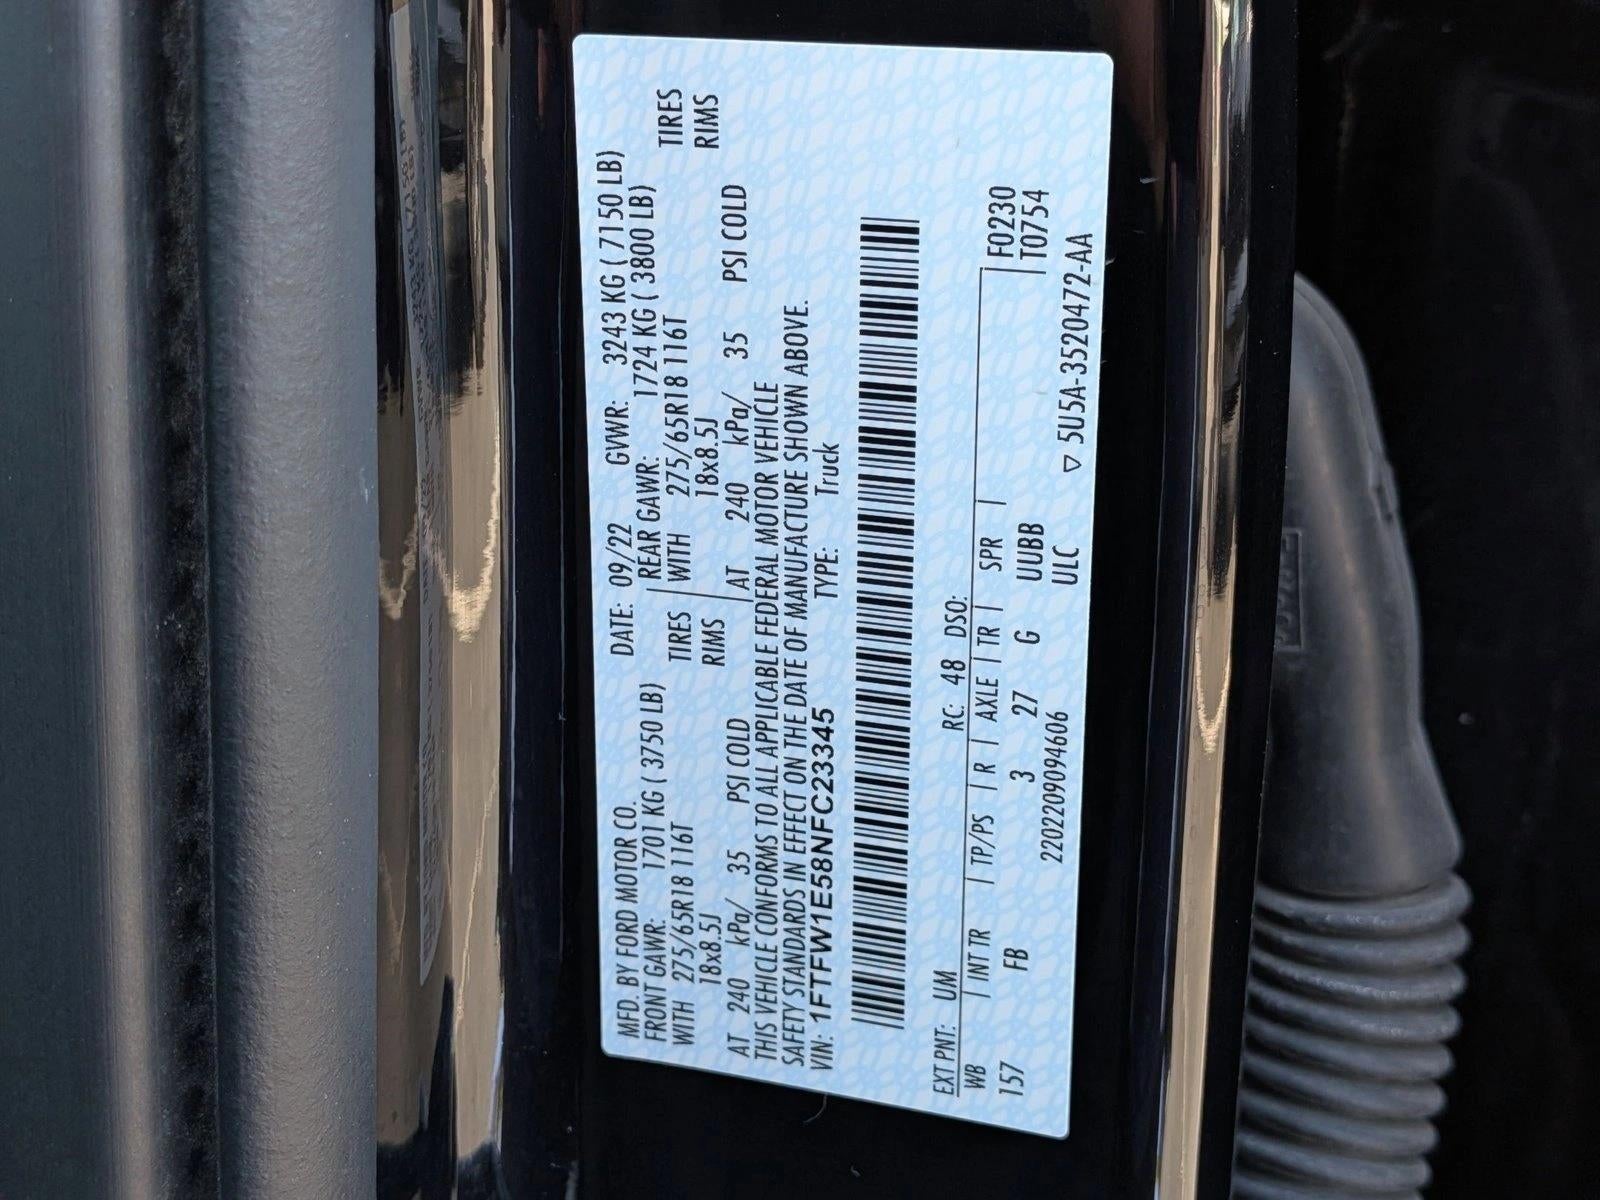 MFD. BY FORD MOTOR CO. DATE: 09/22 GVWR: 3243 KG ( 7150 LB)
FRONT GAWR: 1701 KG ( 3750 LB) REAR GAWR: 1724 KG ( 3800 LB)
WITH 275/65R18 116T TIRES WITH 275/65R18 116T TIRES
18x8.5J RIMS 18x8.5J RIMS
AT 240 kPa/ 35 PSI COLD AT 240 kPa/ 35 PSI COLD
THIS VEHICLE CONFORMS TO ALL APPLICABLE FEDERAL MOTOR VEHICLE
SAFETY STANDARDS IN EFFECT ON THE DATE OF MANUFACTURE SHOWN ABOVE.
VIN: 1FTFW1E58NFC23345 TYPE: Truck
EXT PNT: UM RC: 48 DSO:
WB | INT TR | TP/PS | R | AXLE | TR | SPR | F0230
157 FB 3 27 G UUBB T0754
2202209094606 ULC ▽ 5U5A-3520472-AA